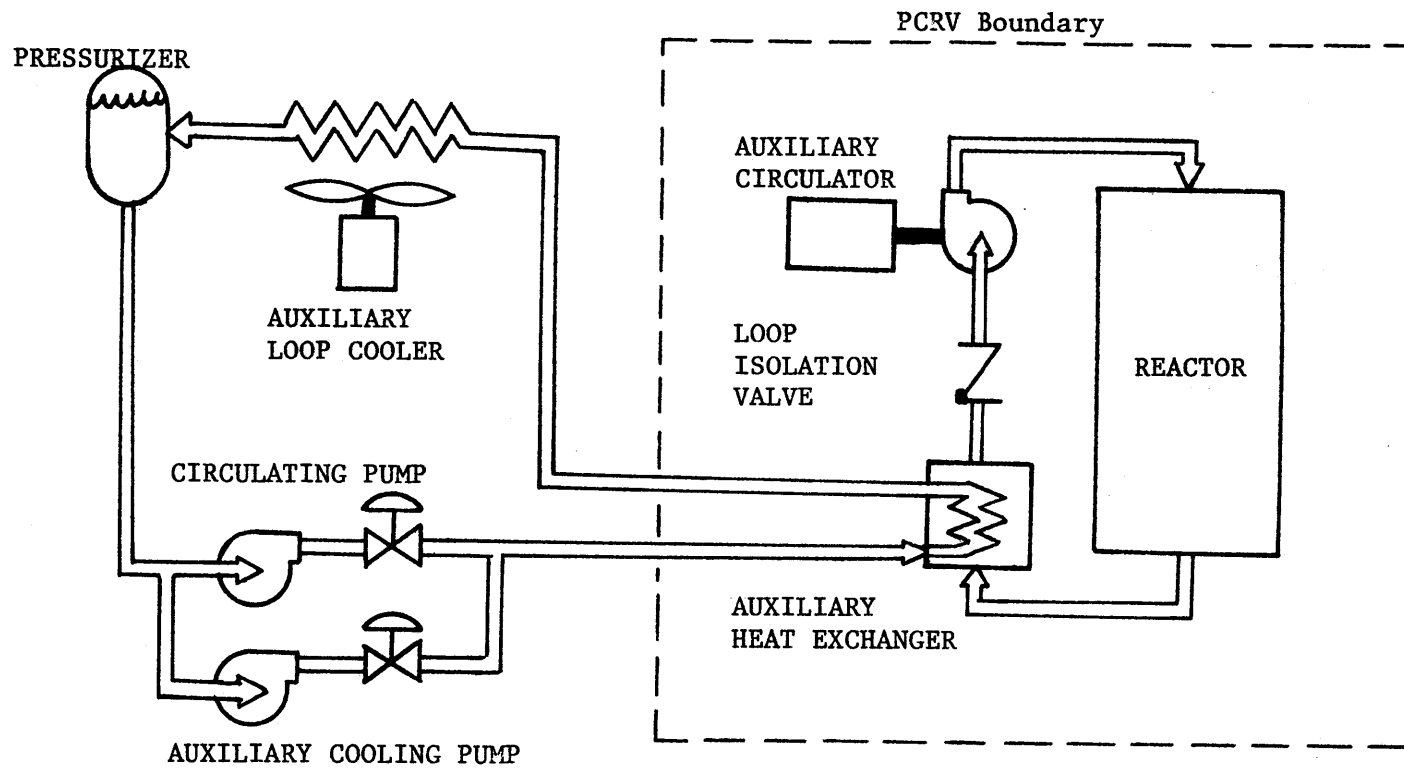 PCRV Boundary
PRESSURIZER
AUXILIARY
CIRCULATOR
AUXILIARY
LOOP COOLER
LOOP
ISOLATION
VALVE
REACTOR
CIRCULATING PUMP
AUXILIARY
HEAT EXCHANGER
AUXILIARY COOLING PUMP